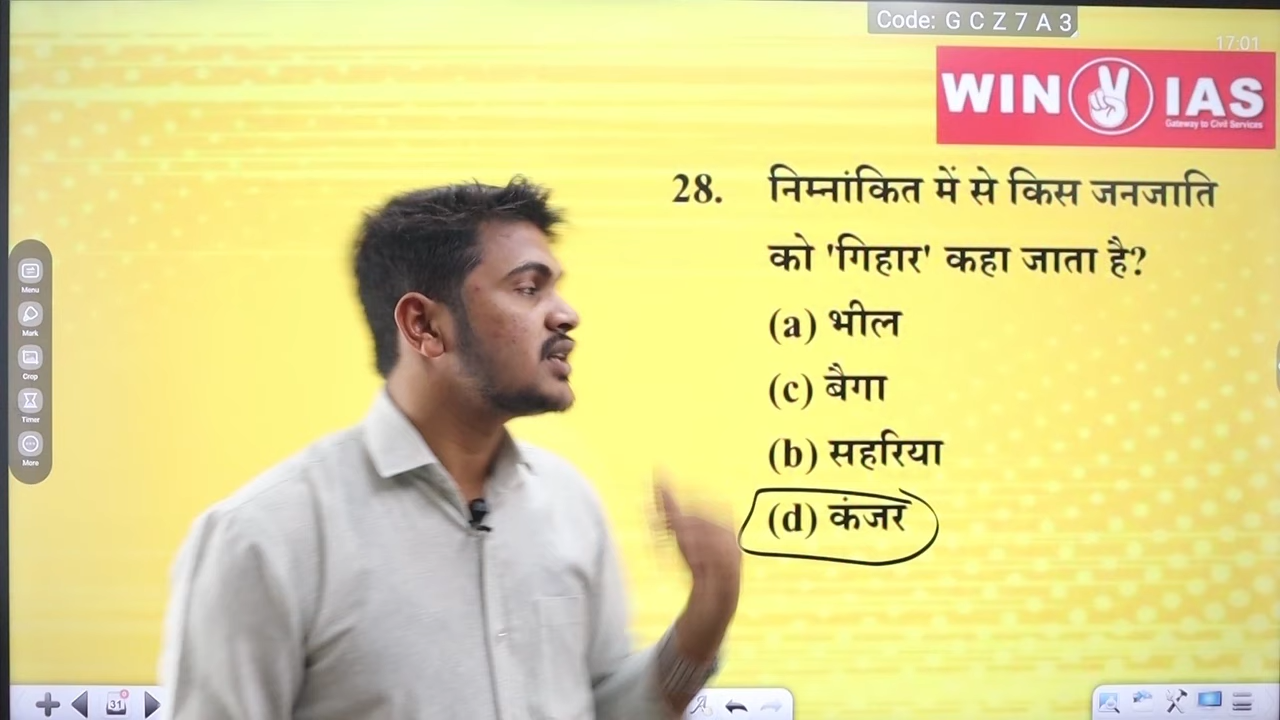 Code: G C Z 7 A 3
17:01
WIN IAS
Gateway to Civil Services
28. निम्नांकित में से किस जनजाति
को 'गिहार' कहा जाता है?
(a) भील
(c) बैगा
(b) सहरिया
(d) कंजर
Menu
Mark
Crop
Timer
More
31